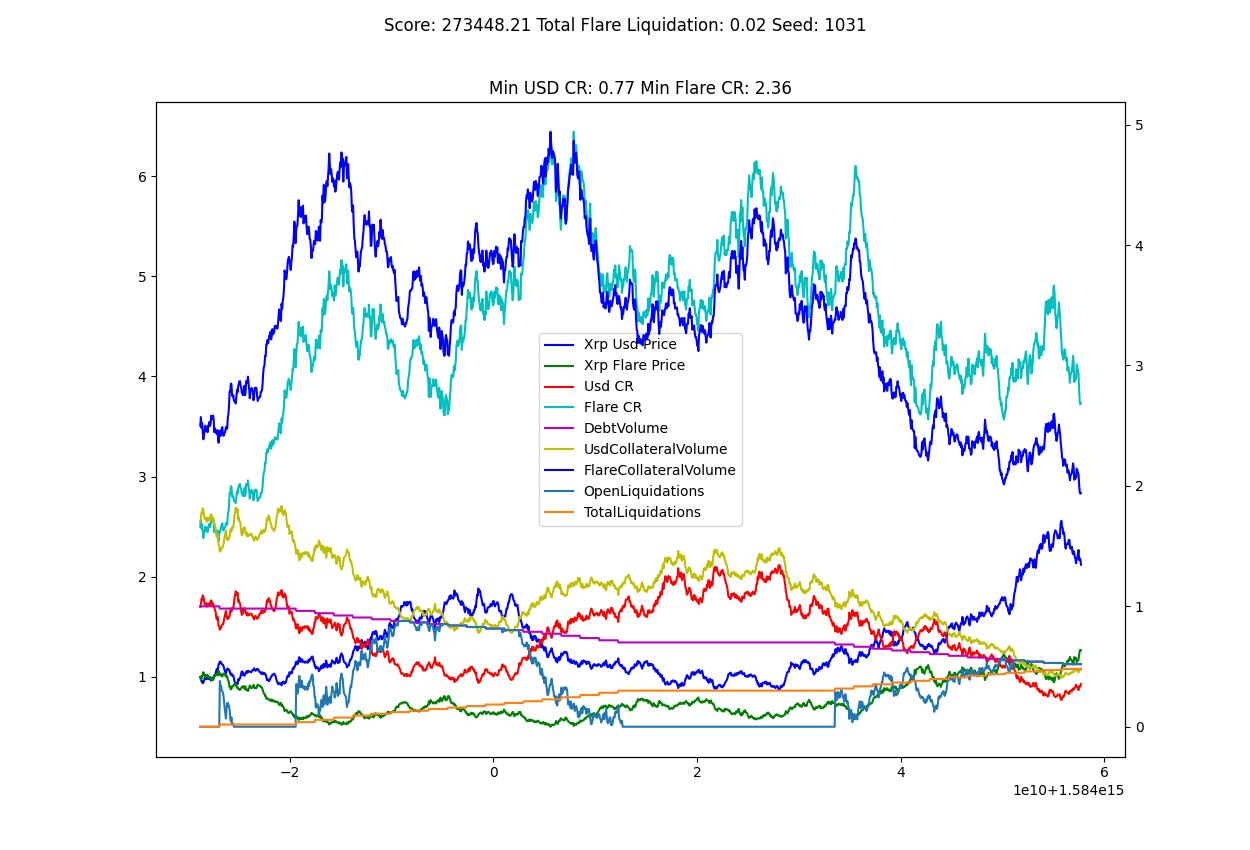 Score: 273448.21 Total Flare Liquidation: 0.02 Seed: 1031
Min USD CR: 0.77 Min Flare CR: 2.36
6
5
4
3
2
1
5
4
3
2
1
0
Xrp Usd Price
Xrp Flare Price
Usd CR
Flare CR
DebtVolume
UsdCollateralVolume
FlareCollateralVolume
OpenLiquidations
TotalLiquidations
−2 0 2 4 6
1e10+1.584e15